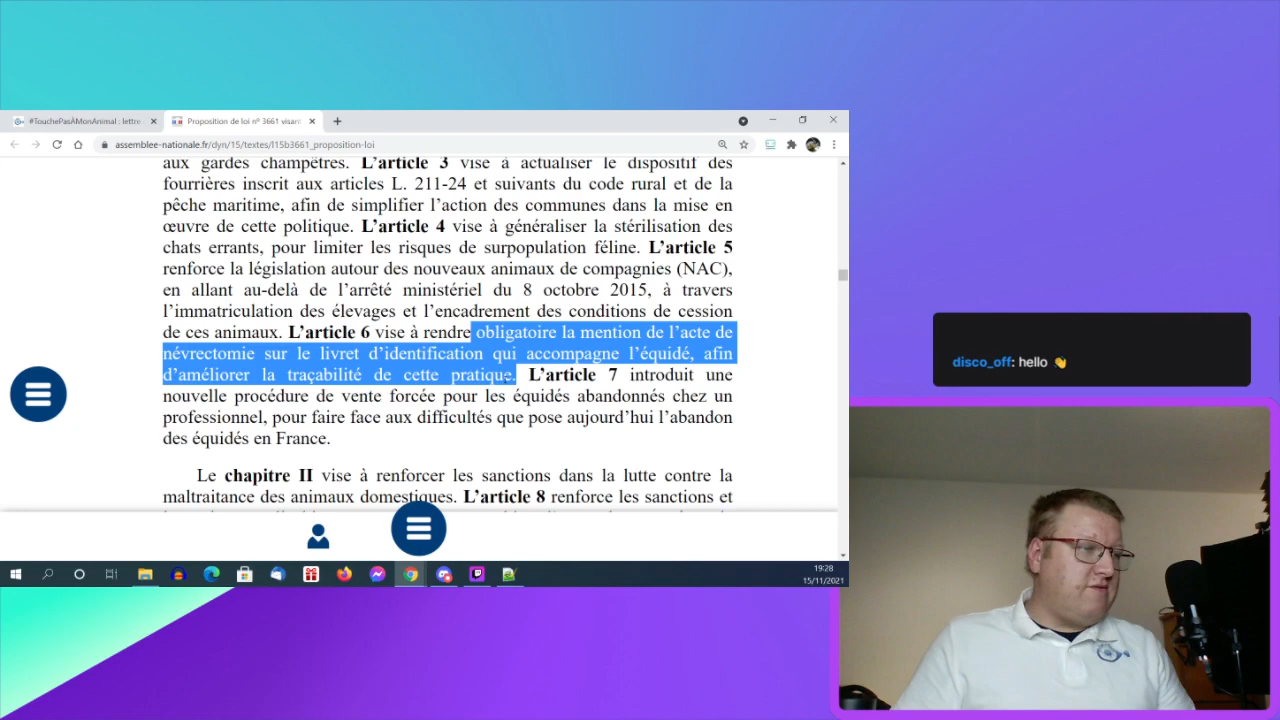 #TouchePasÀMonAnimal : lettre
Proposition de loi nº 3661 visant
assemblee-nationale.fr/dyn/15/textes/l15b3661_proposition-loi
aux gardes champêtres. L’article 3 vise à actualiser le dispositif des
fourrières inscrit aux articles L. 211-24 et suivants du code rural et de la
pêche maritime, afin de simplifier l’action des communes dans la mise en
œuvre de cette politique. L’article 4 vise à généraliser la stérilisation des
chats errants, pour limiter les risques de surpopulation féline. L’article 5
renforce la législation autour des nouveaux animaux de compagnies (NAC),
en allant au-delà de l’arrêté ministériel du 8 octobre 2015, à travers
l’immatriculation des élevages et l’encadrement des conditions de cession
de ces animaux. L’article 6 vise à rendre obligatoire la mention de l’acte de
névrectomie sur le livret d’identification qui accompagne l’équidé, afin
d’améliorer la traçabilité de cette pratique. L’article 7 introduit une
nouvelle procédure de vente forcée pour les équidés abandonnés chez un
professionnel, pour faire face aux difficultés que pose aujourd’hui l’abandon
des équidés en France.
Le chapitre II vise à renforcer les sanctions dans la lutte contre la
maltraitance des animaux domestiques. L’article 8 renforce les sanctions et
19:28
15/11/2021
disco_off: hello 👋